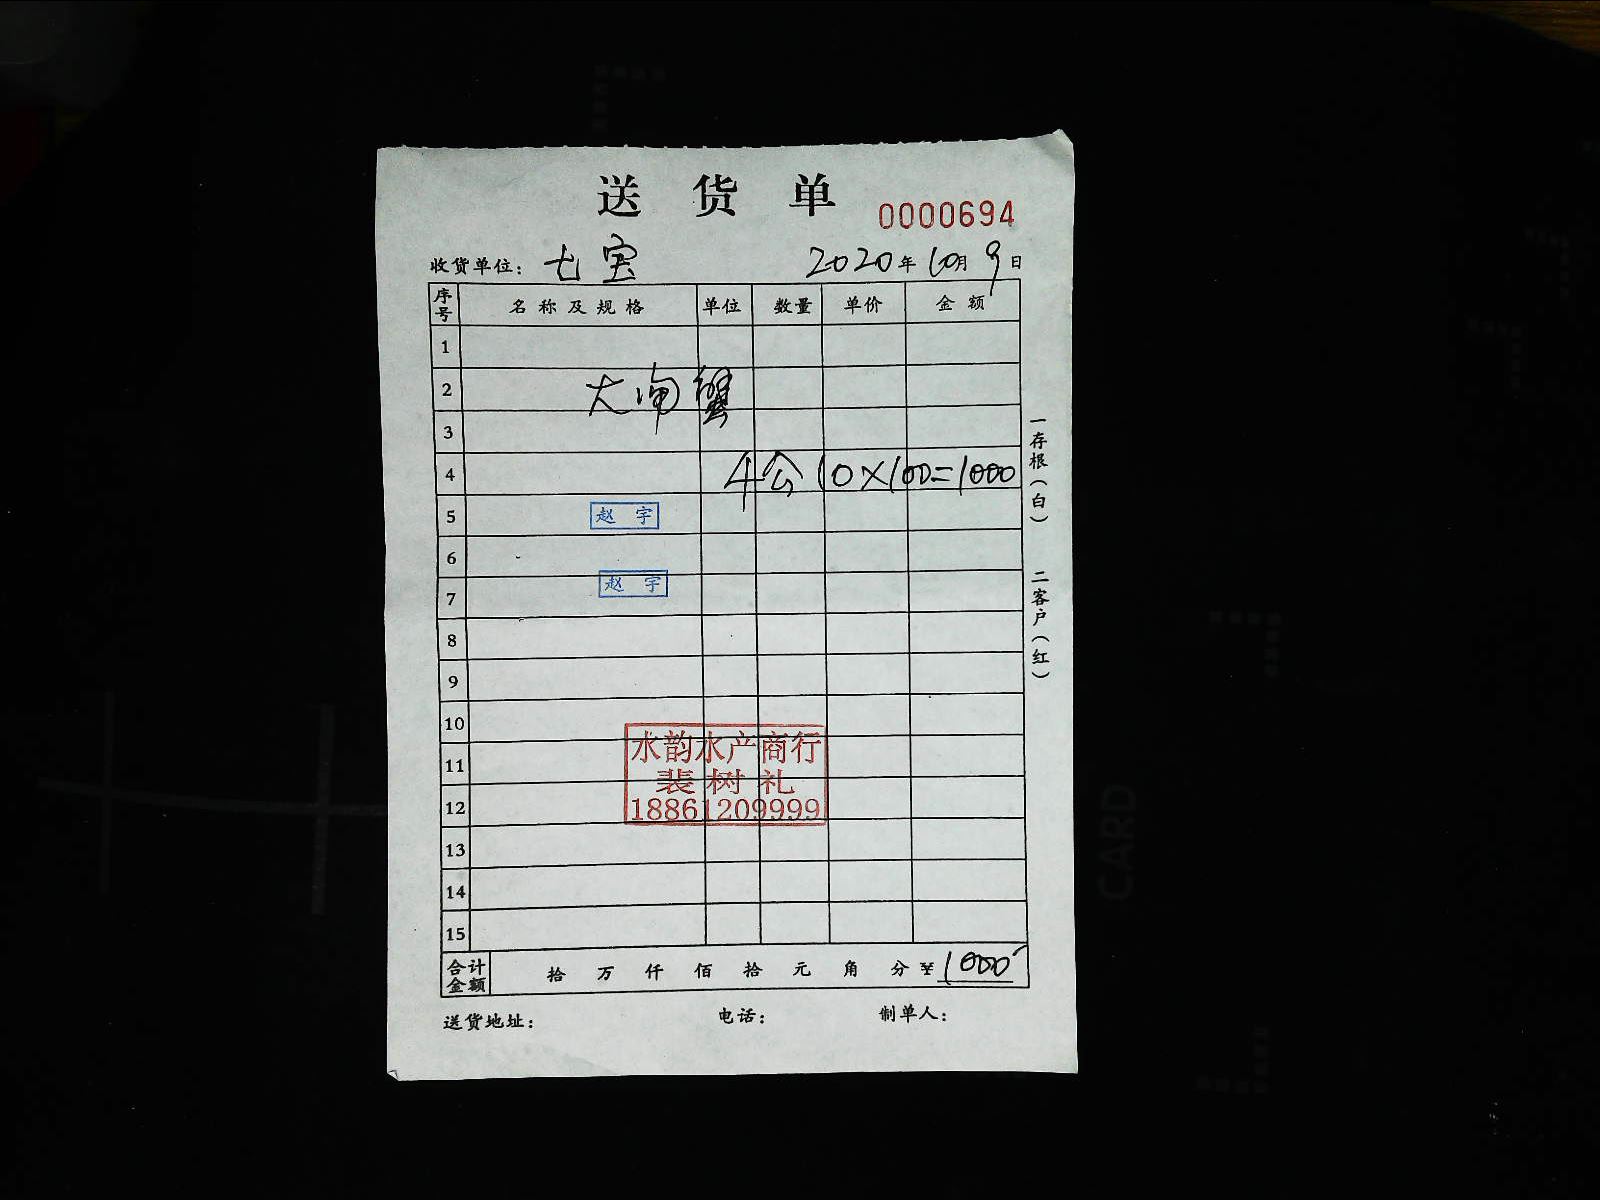 送 货 单
0000694
收货单位: 七宝 2020年10月9日
序号 名称及规格 单位 数量 单价 金额
1
2 大闸蟹
3
4 4公 10×100=1000
5 赵 宇
6
7 赵 宇
8
9
10
11 水韵水产商行
裴树礼
12 18861209999
13
14
15
合计金额 拾 万 仟 佰 拾 元 角 分 ¥ 1000
送货地址: 电话: 制单人:
一存根(白) 二客户(红)
CARD